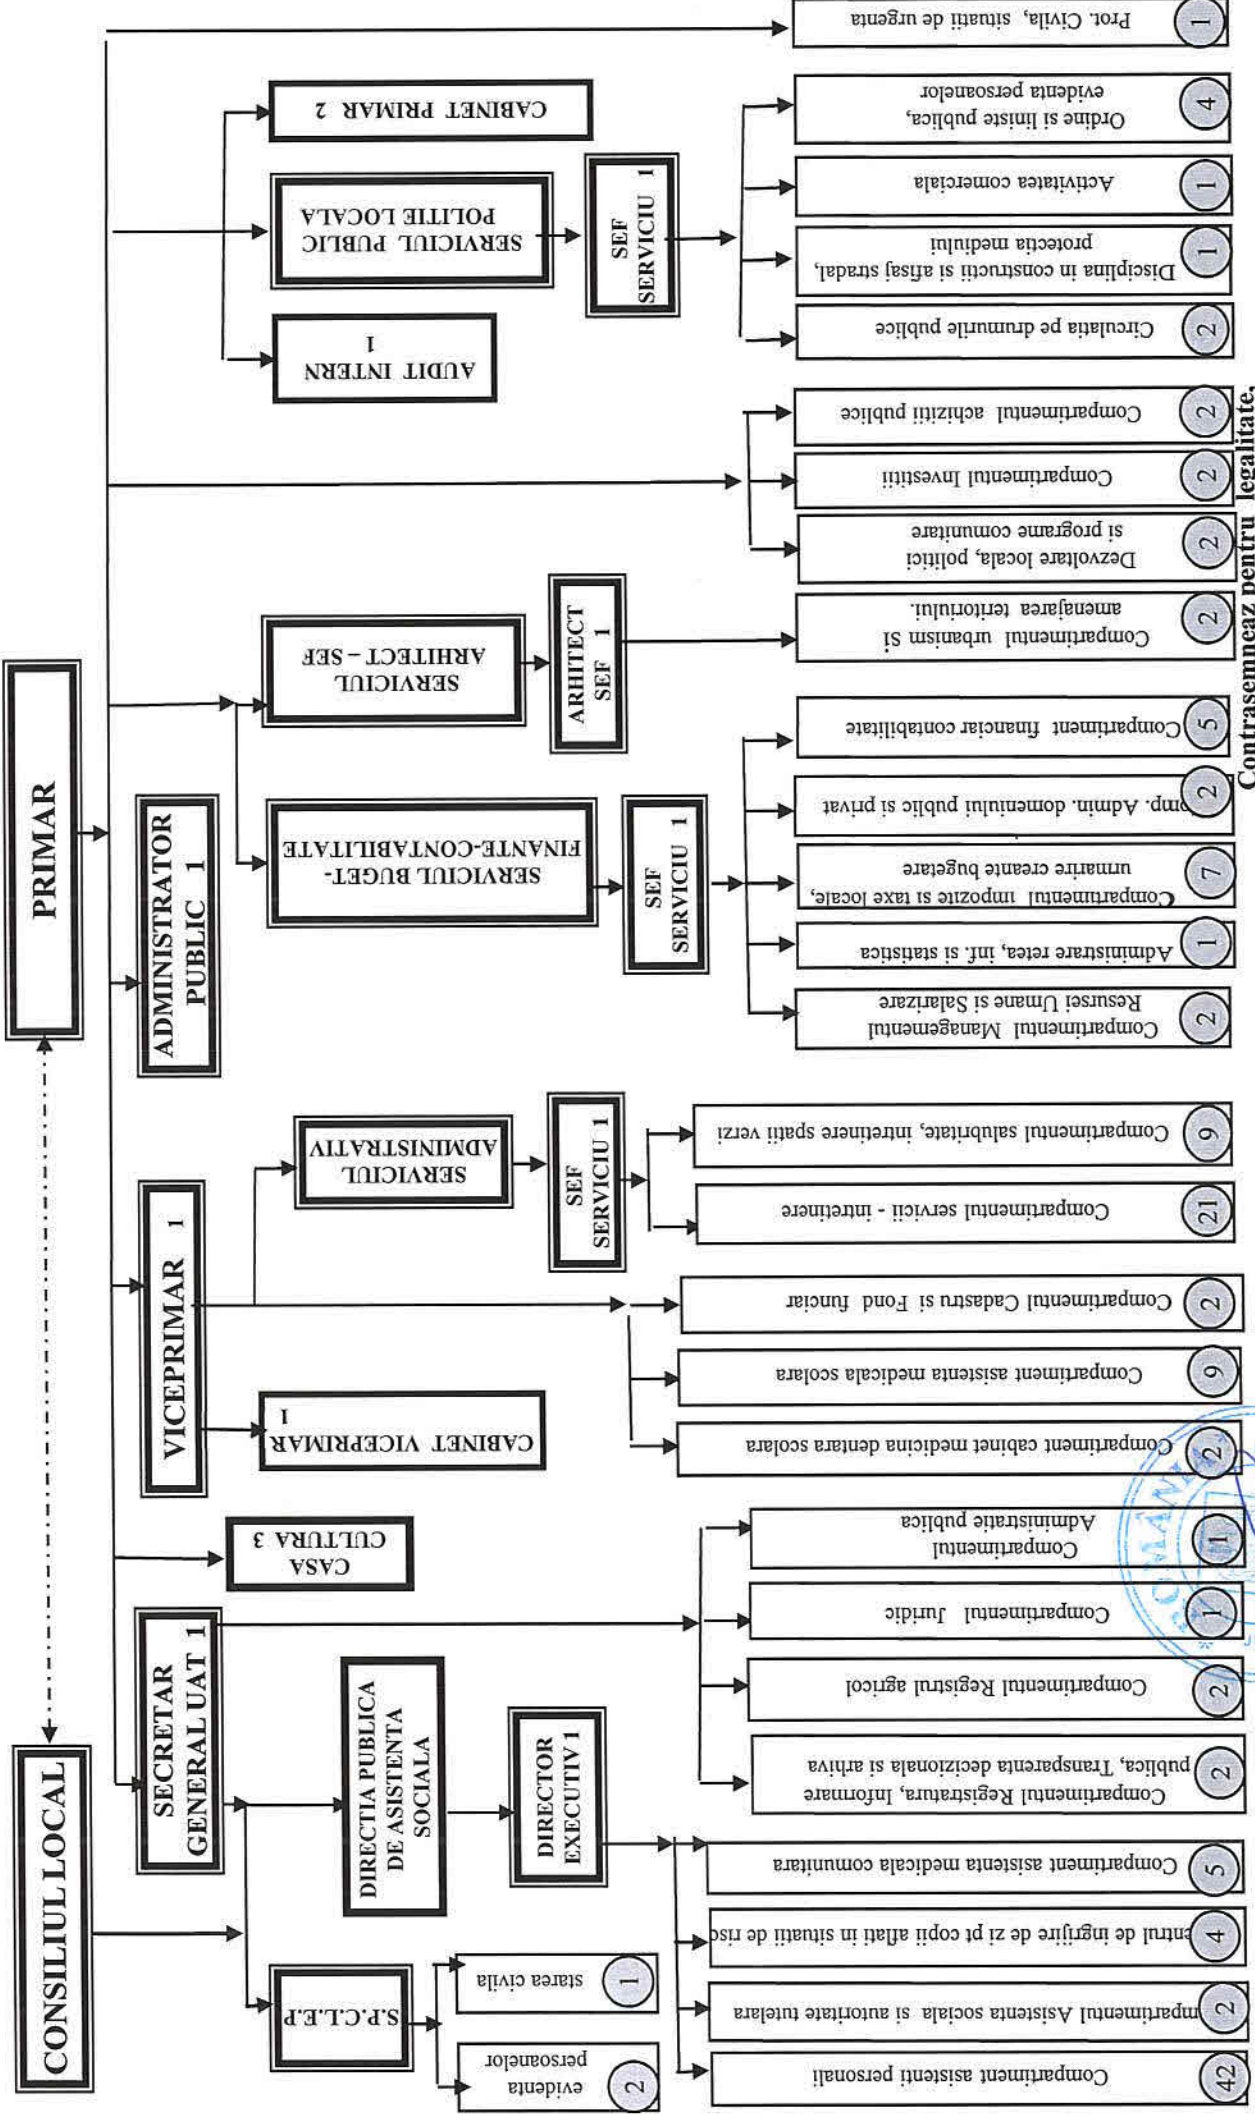 CONSILIUL LOCAL
PRIMAR
SECRETAR
GENERAL UAT 1
CASA
CULTURA 3
VICEPRIMAR 1
ADMINISTRATOR
PUBLIC 1
S.P.C.L.E.P
DIRECTIA PUBLICA
DE ASISTENTA
SOCIALA
CABINET VICEPRIMAR
1
SERVICIUL
ADMINISTRATIV
SERVICIUL BUGET-
FINANTE-CONTABILITATE
SERVICIUL
ARHITECT – SEF
AUDIT INTERN
1
SERVICIUL PUBLIC
POLITIE LOCALA
CABINET PRIMAR 2
evidenta
persoanelor
2
starea civila
1
DIRECTOR
EXECUTIV 1
SEF
SERVICIU 1
SEF
SERVICIU 1
ARHITECT
SEF 1
SEF
SERVICIU 1
Compartiment asistenti personali
42
mpartimentul Asistenta sociala si autoritate tutelara
2
entrul de ingrijire de zi pt copii aflati in situatii de risc
4
Compartiment asistenta medicala comunitara
5
Compartimentul Registratura, Informare
publica, Transparenta decizionala si arhiva
2
Compartimentul Registrul agricol
2
Compartimentul Juridic
1
Compartimentul
Administratie publica
1
Compartiment cabinet medicina dentara scolara
2
Compartiment asistenta medicala scolara
9
Compartimentul Cadastru si Fond funciar
2
Compartimentul servicii - intretinere
21
Compartimentul salubritate, intretinere spatii verzi
9
Compartimentul Managementul
Resursei Umane si Salarizare
2
Administrare retea, inf. si statistica
1
Compartimentul impozite si taxe locale,
urmarire creante bugetare
7
mp. Admin. domeniului public si privat
2
Compartiment financiar contabilitate
5
Compartimentul urbanism si
amenajarea teritoriului.
2
Dezvoltare locala, politici
si programe comunitare
2
Compartimentul Investitii
2
Compartimentul achizitii publice
2
Circulatia pe drumurile publice
2
Disciplina in constructii si afisaj stradal,
protectia mediului
1
Activitatea comerciala
1
Ordine si liniste publica,
evidenta persoanelor
4
Prot. Civila, situatii de urgenta
1
Contrasemneaz pentru legalitate,
* ROMÂNIA *